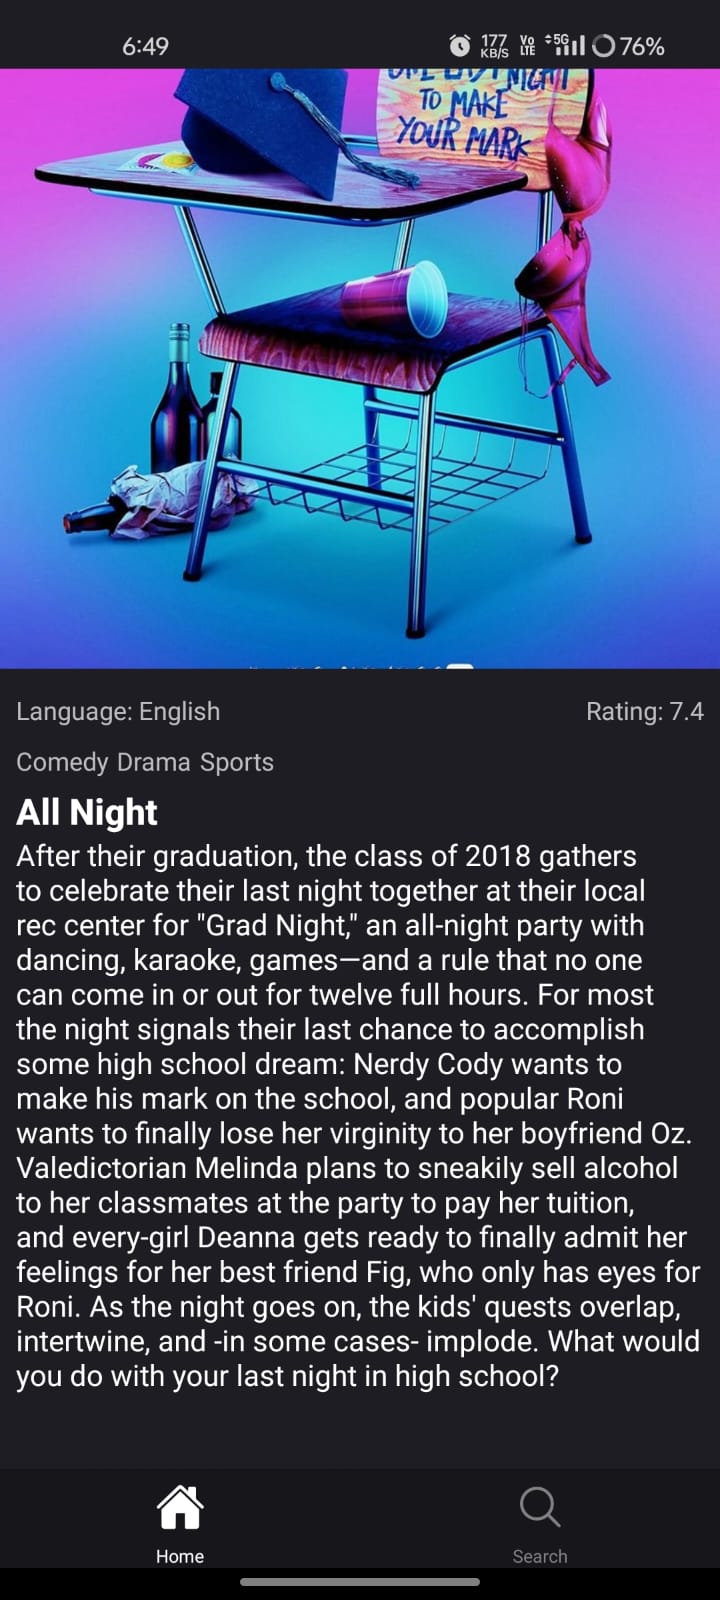 6:49
177 KB/S
Vo LTE
5G
76%
TO MAKE
YOUR MARK
Language: English
Rating: 7.4
Comedy Drama Sports
All Night
After their graduation, the class of 2018 gathers
to celebrate their last night together at their local
rec center for "Grad Night," an all-night party with
dancing, karaoke, games—and a rule that no one
can come in or out for twelve full hours. For most
the night signals their last chance to accomplish
some high school dream: Nerdy Cody wants to
make his mark on the school, and popular Roni
wants to finally lose her virginity to her boyfriend Oz.
Valedictorian Melinda plans to sneakily sell alcohol
to her classmates at the party to pay her tuition,
and every-girl Deanna gets ready to finally admit her
feelings for her best friend Fig, who only has eyes for
Roni. As the night goes on, the kids' quests overlap,
intertwine, and -in some cases- implode. What would
you do with your last night in high school?
Home
Search